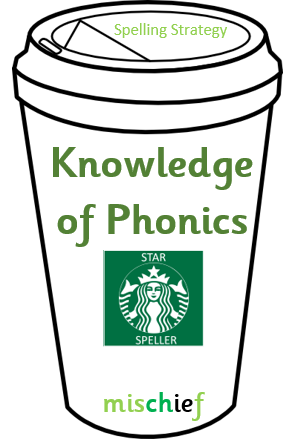 Spelling Strategy
Knowledge
of Phonics
STAR
SPELLER
mischief